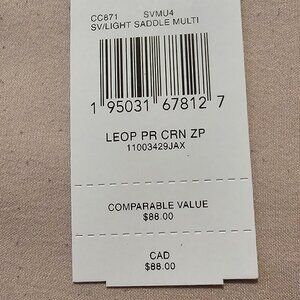 CC871 SVMU4
SV/LIGHT SADDLE MULTI
1 95031 67812 7
LEOP PR CRN ZP
11003429JAX
COMPARABLE VALUE
$88.00
CAD
$88.00